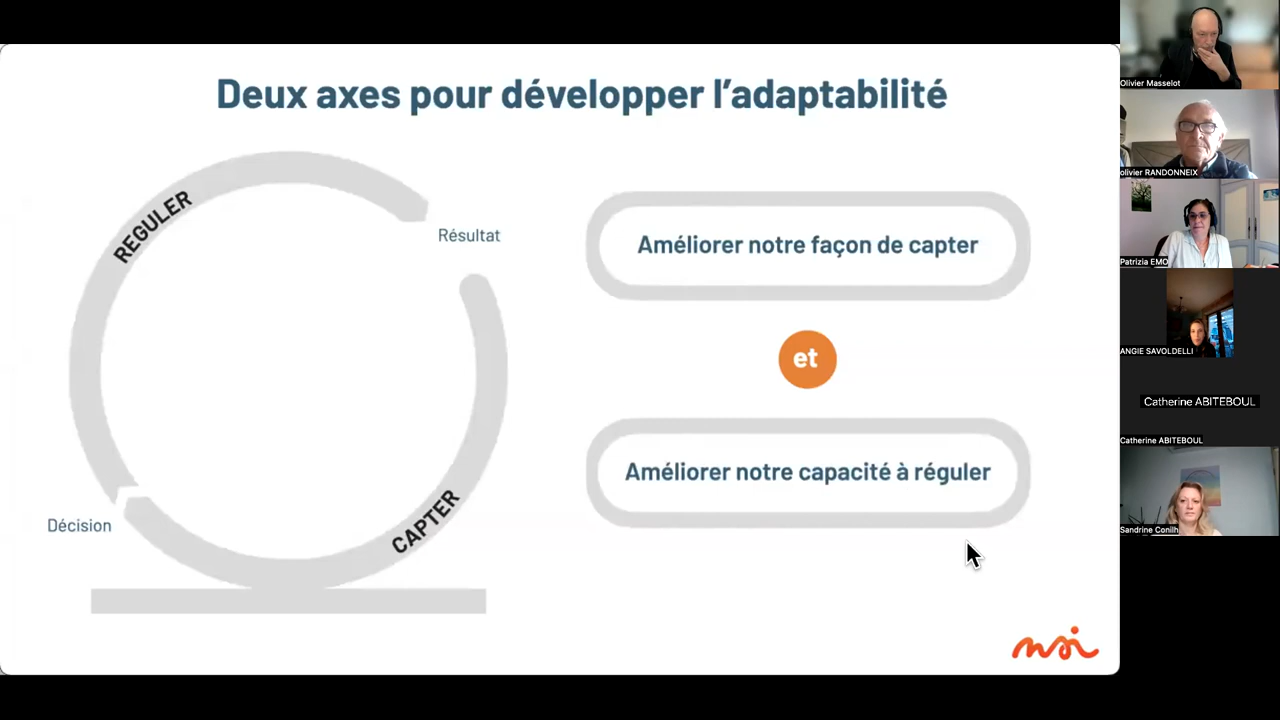 Deux axes pour développer l'adaptabilité
REGULER
Résultat
Améliorer notre façon de capter
et
Améliorer notre capacité à réguler
Décision
CAPTER
nsi
Olivier Masselot
olivier RANDONNEIX
Patrizia EMO
ANGIE SAVOLDELLI
Catherine ABITEBOUL
Catherine ABITEBOUL
Sandrine Conilh